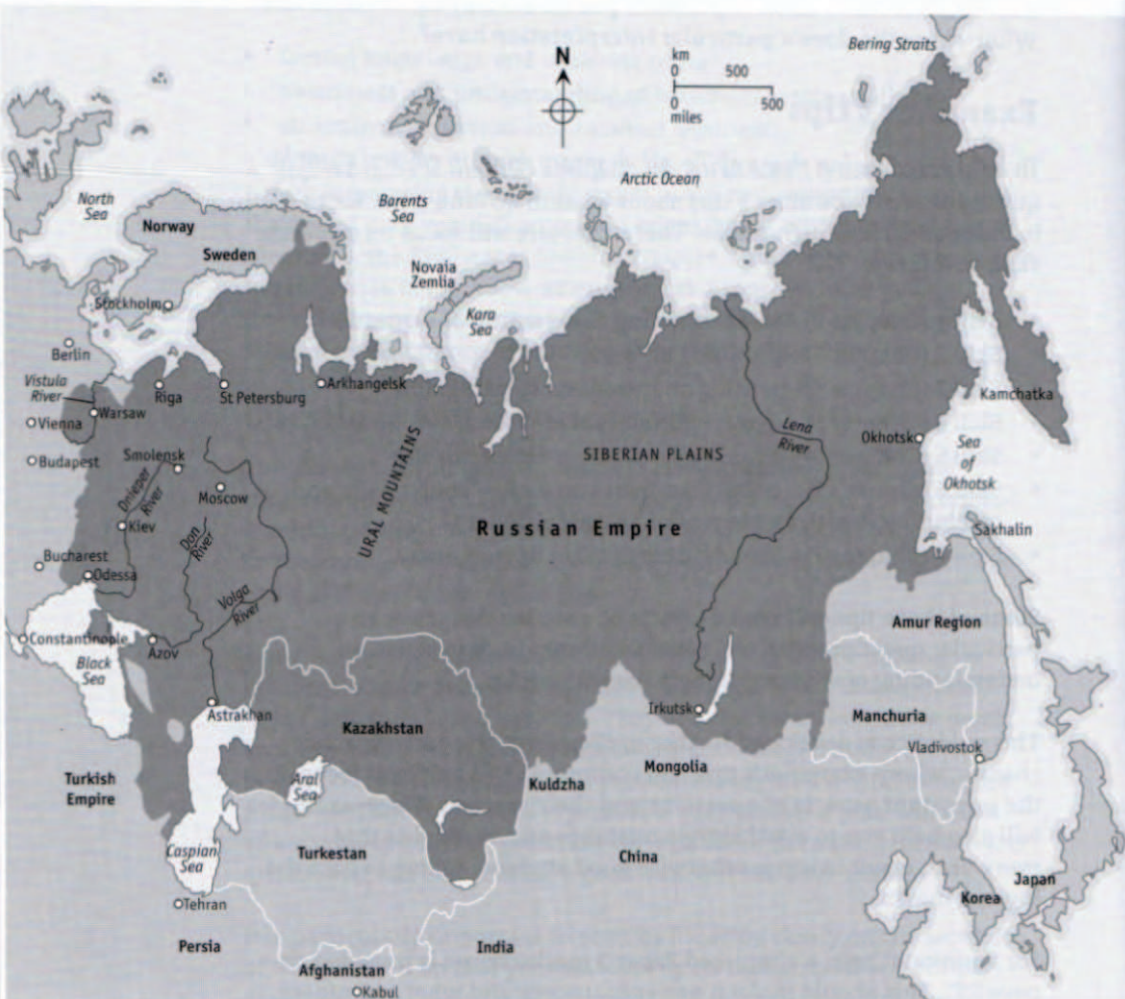 Bering Straits
N
km
0 500
0 500
miles
Arctic Ocean
North
Sea
Barents
Sea
Norway
Sweden
Novaia
Zemlia
Kara
Sea
Stockholm
Berlin
Vistula
River
Warsaw
Riga
St Petersburg
Arkhangelsk
Kamchatka
Vienna
Lena
River
Okhotsk
Sea
of
Okhotsk
Budapest
Smolensk
Moscow
URAL MOUNTAINS
SIBERIAN PLAINS
Dnieper
River
Kiev
Don
River
Russian Empire
Sakhalin
Bucharest
Odessa
Volga
River
Constantinople
Azov
Black
Sea
Amur Region
Astrakhan
Irkutsk
Kazakhstan
Manchuria
Vladivostok
Mongolia
Turkish
Empire
Aral
Sea
Kuldzha
Caspian
Sea
Turkestan
China
Japan
Korea
Tehran
Persia
India
Afghanistan
Kabul